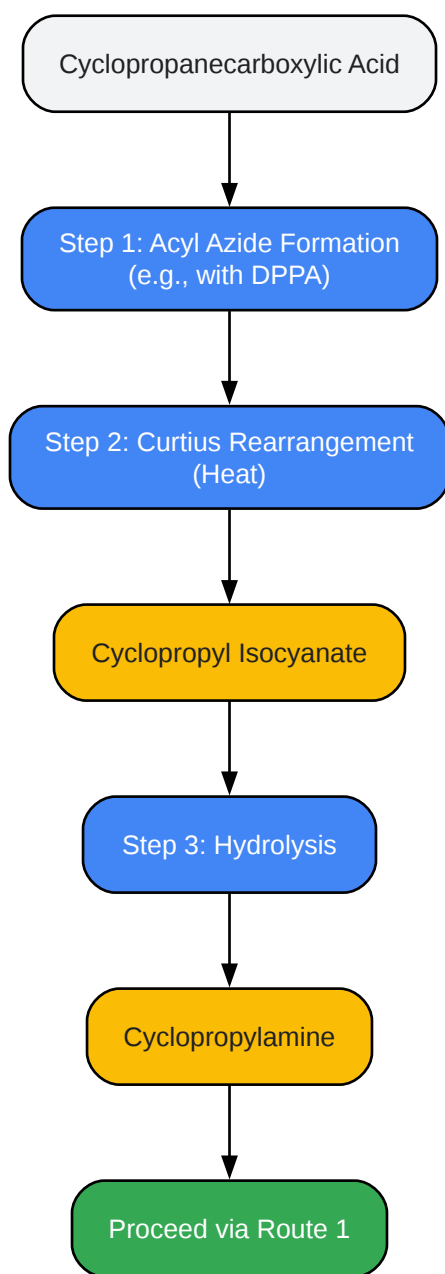 Cyclopropanecarboxylic Acid
Step 1: Acyl Azide Formation
(e.g., with DPPA)
Step 2: Curtius Rearrangement
(Heat)
Cyclopropyl Isocyanate
Step 3: Hydrolysis
Cyclopropylamine
Proceed via Route 1